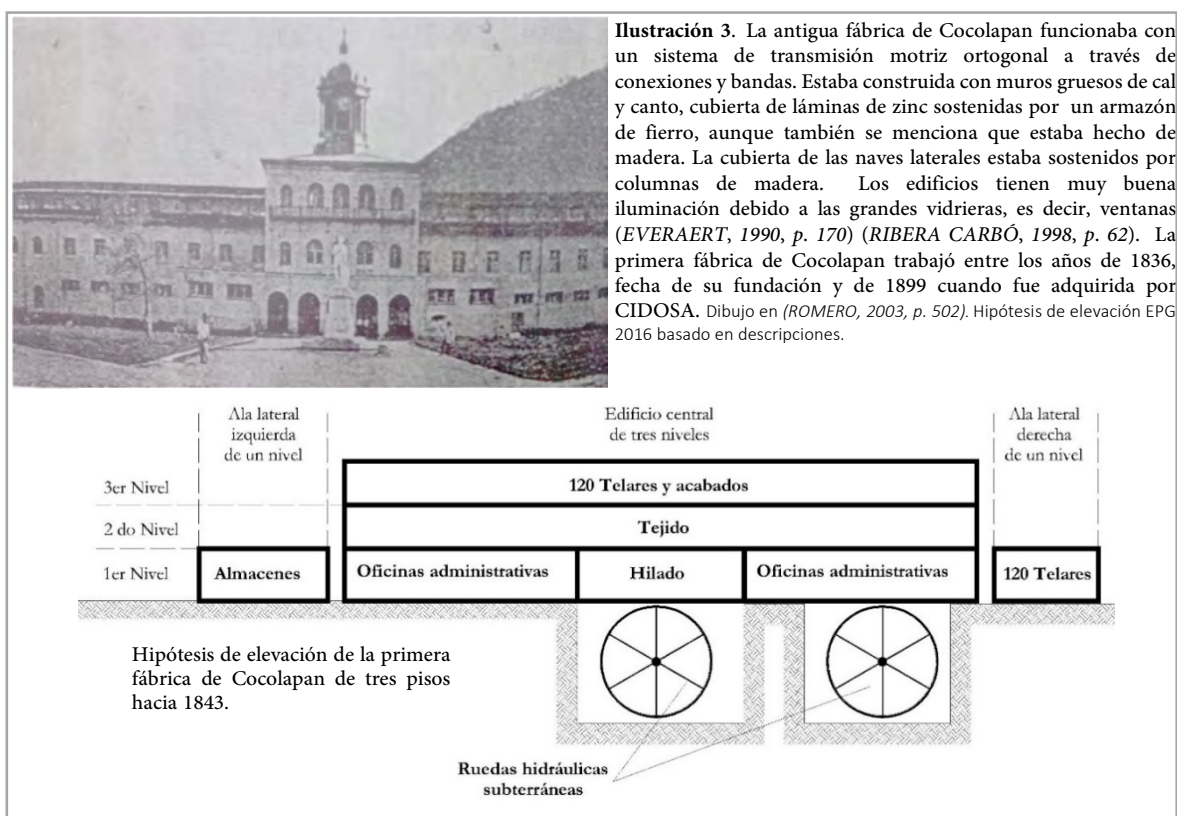 Ilustración 3. La antigua fábrica de Cocolapan funcionaba con
un sistema de transmisión motriz ortogonal a través de
conexiones y bandas. Estaba construida con muros gruesos de cal
y canto, cubierta de láminas de zinc sostenidas por un armazón
de fierro, aunque también se menciona que estaba hecho de
madera. La cubierta de las naves laterales estaba sostenidos por
columnas de madera. Los edificios tienen muy buena
iluminación debido a las grandes vidrieras, es decir, ventanas
(EVERAERT, 1990, p. 170) (RIBERA CARBÓ, 1998, p. 62). La
primera fábrica de Cocolapan trabajó entre los años de 1836,
fecha de su fundación y de 1899 cuando fue adquirida por
CIDOSA. Dibujo en (ROMERO, 2003, p. 502). Hipótesis de elevación EPG
2016 basado en descripciones.
Ala lateral
izquierda
de un nivel
Edificio central
de tres niveles
Ala lateral
derecha
de un nivel
3er Nivel
120 Telares y acabados
2 do Nivel
Tejido
1er Nivel
Almacenes
Oficinas administrativas
Hilado
Oficinas administrativas
120 Telares
Hipótesis de elevación de la primera
fábrica de Cocolapan de tres pisos
hacia 1843.
Ruedas hidráulicas
subterráneas